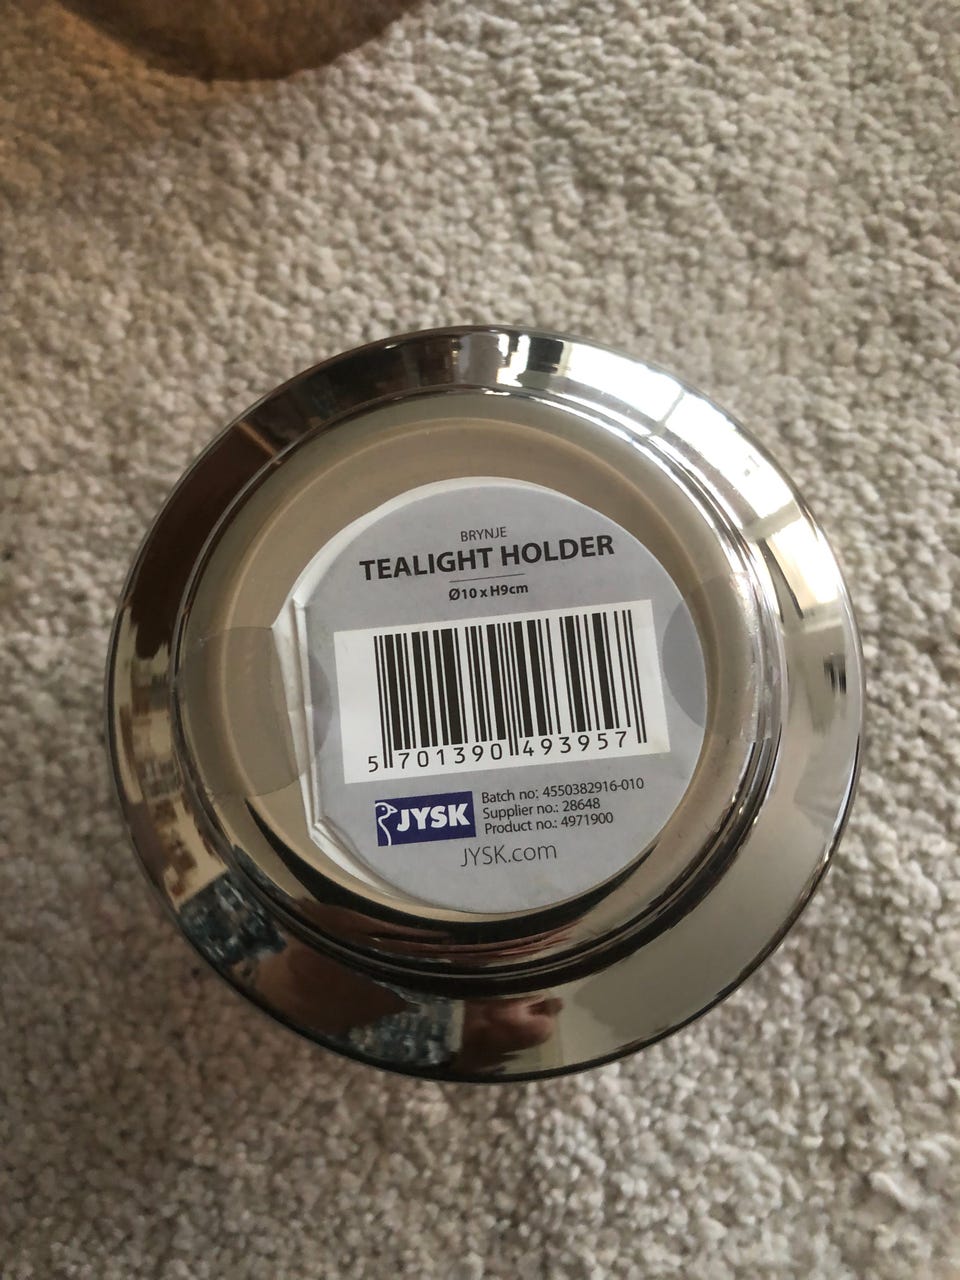 BRYNJE
TEALIGHT HOLDER
Ø10 x H9cm
5 701390 493957
JYSK
Batch no: 4550382916-010
Supplier no.: 28648
Product no.: 4971900
JYSK.com